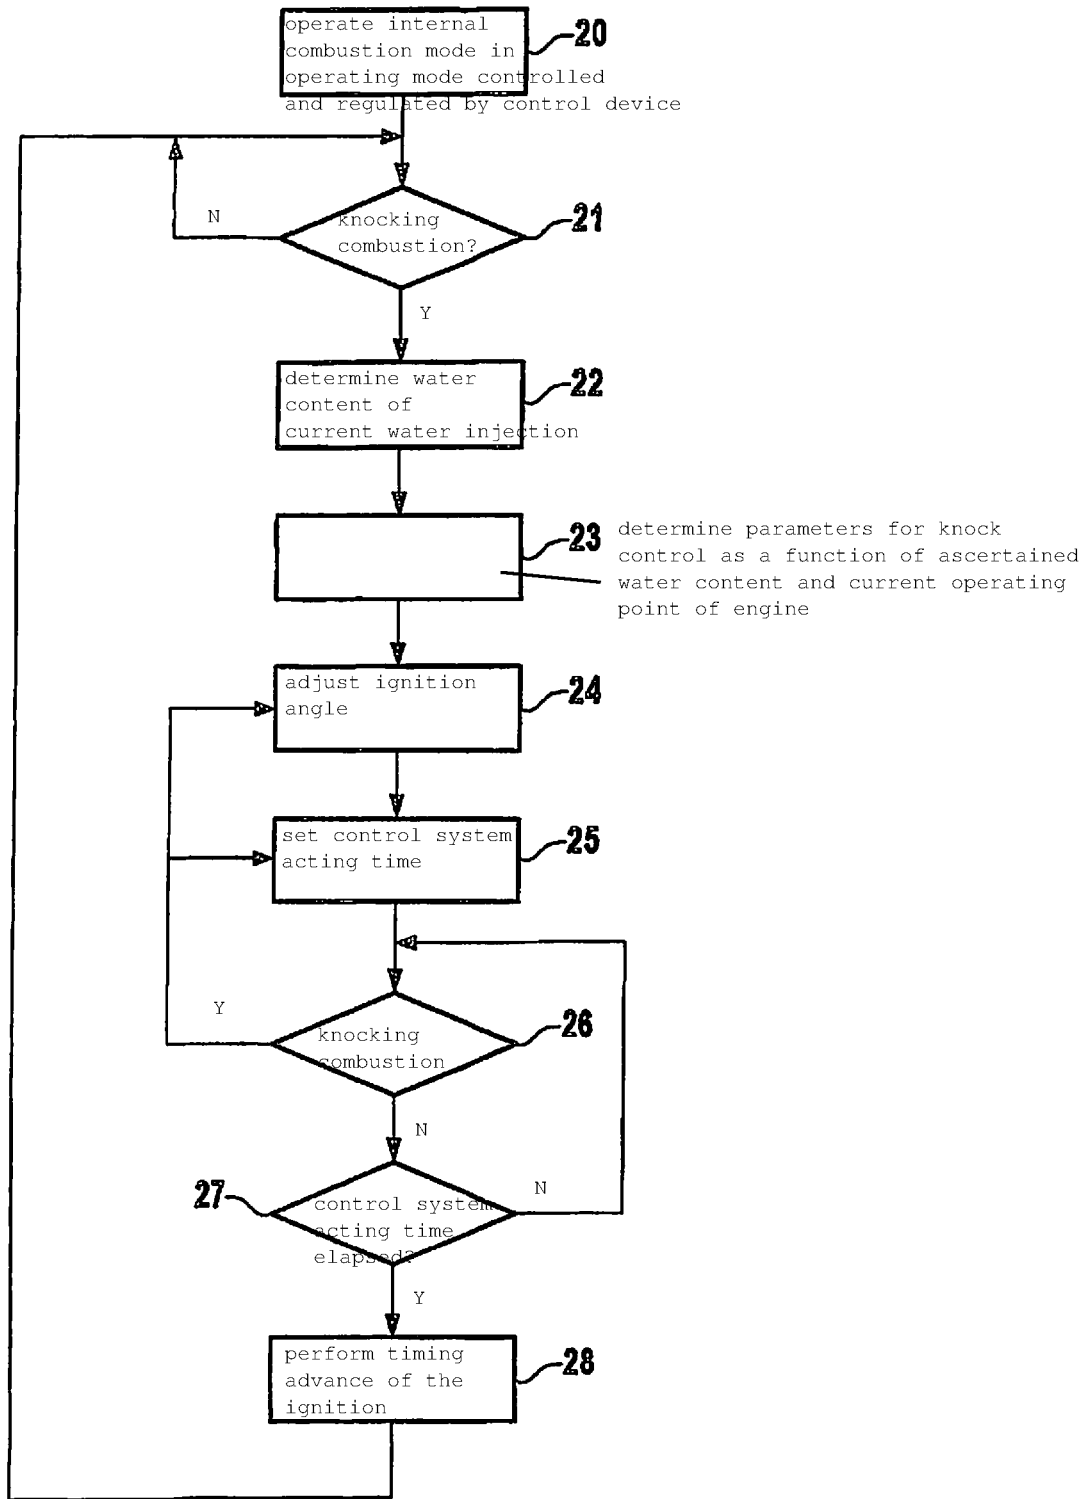 operate internal
combustion mode in
operating mode controlled
and regulated by control device
20
N
knocking
combustion?
21
Y
determine water
content of
current water injection
22
23
determine parameters for knock
control as a function of ascertained
water content and current operating
point of engine
adjust ignition
angle
24
set control system
acting time
25
Y
knocking
combustion
26
N
27
control system
acting time
elapsed?
N
Y
perform timing
advance of the
ignition
28